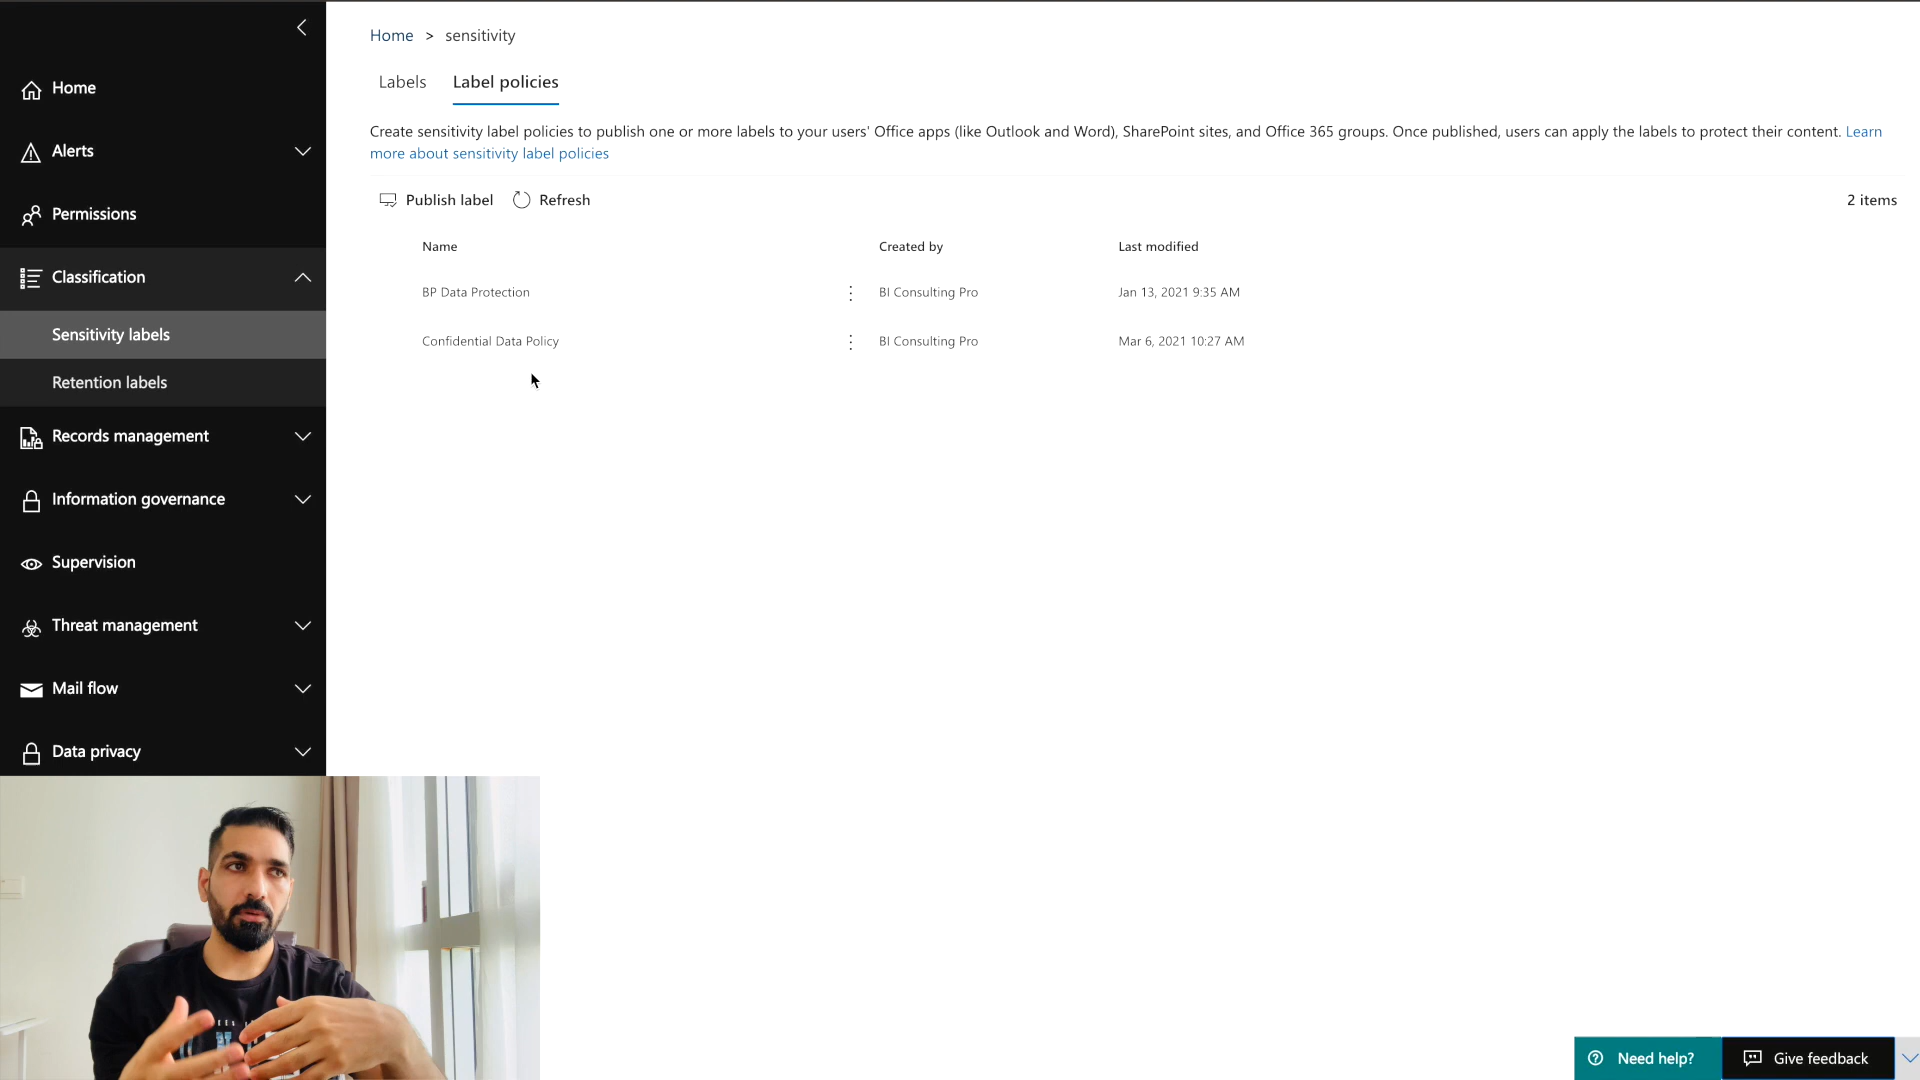 Home > sensitivity
Home
Alerts
Permissions
Classification
Sensitivity labels
Retention labels
Records management
Information governance
Supervision
Threat management
Mail flow
Data privacy
Labels Label policies
Create sensitivity label policies to publish one or more labels to your users' Office apps (like Outlook and Word), SharePoint sites, and Office 365 groups. Once published, users can apply the labels to protect their content. Learn
more about sensitivity label policies
Publish label Refresh 2 items
Name Created by Last modified
BP Data Protection BI Consulting Pro Jan 13, 2021 9:35 AM
Confidential Data Policy BI Consulting Pro Mar 6, 2021 10:27 AM
Need help? Give feedback